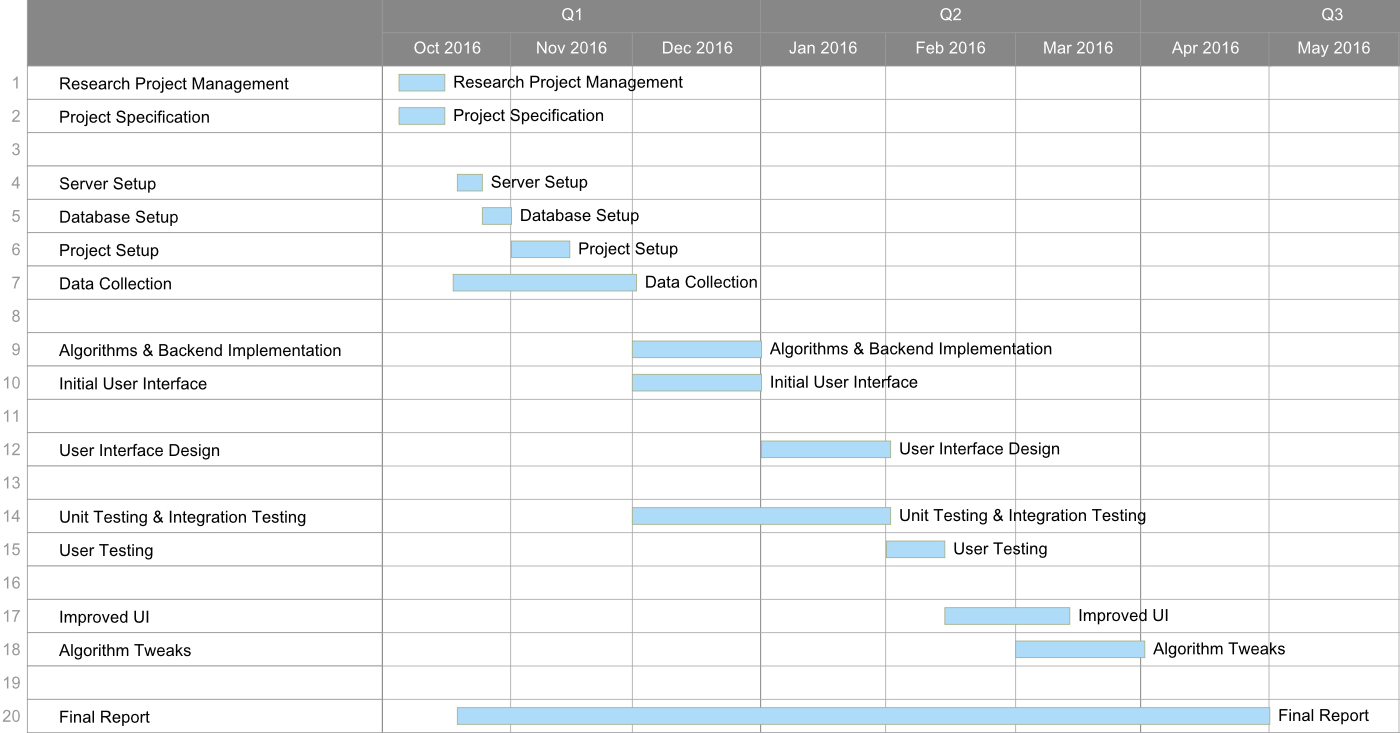 Q1 Q2 Q3
Oct 2016 Nov 2016 Dec 2016 Jan 2016 Feb 2016 Mar 2016 Apr 2016 May 2016
1 Research Project Management Research Project Management
2 Project Specification Project Specification
3
4 Server Setup Server Setup
5 Database Setup Database Setup
6 Project Setup Project Setup
7 Data Collection Data Collection
8
9 Algorithms & Backend Implementation Algorithms & Backend Implementation
10 Initial User Interface Initial User Interface
11
12 User Interface Design User Interface Design
13
14 Unit Testing & Integration Testing Unit Testing & Integration Testing
15 User Testing User Testing
16
17 Improved UI Improved UI
18 Algorithm Tweaks Algorithm Tweaks
19
20 Final Report Final Report